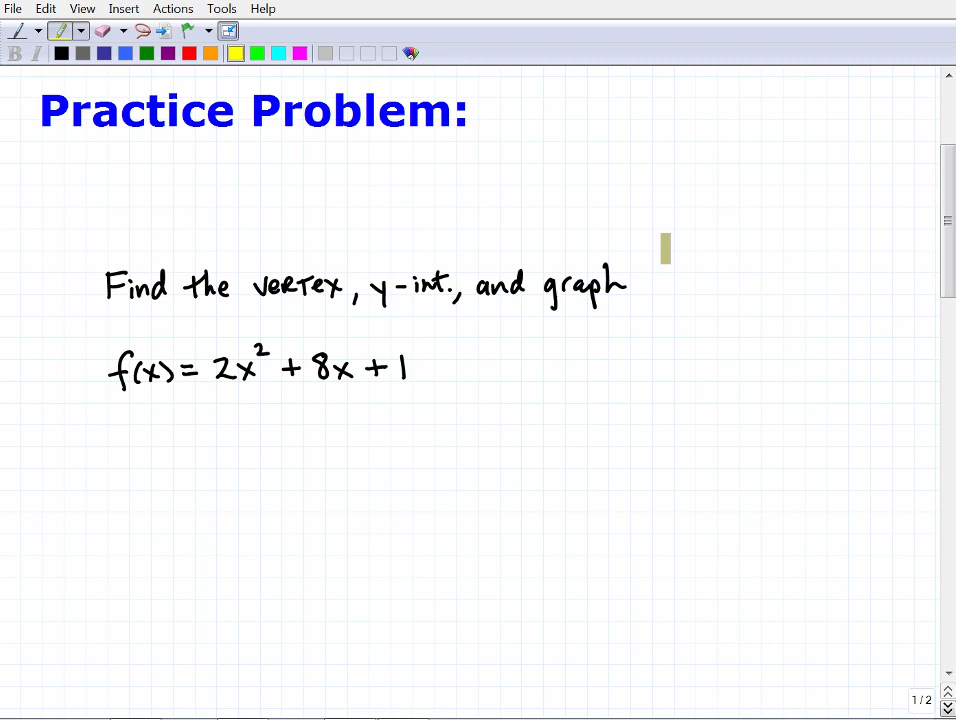 File Edit View Insert Actions Tools Help
B I
Practice Problem:
Find the vertex, y-int., and graph
f(x) = 2x² + 8x + 1
1 / 2